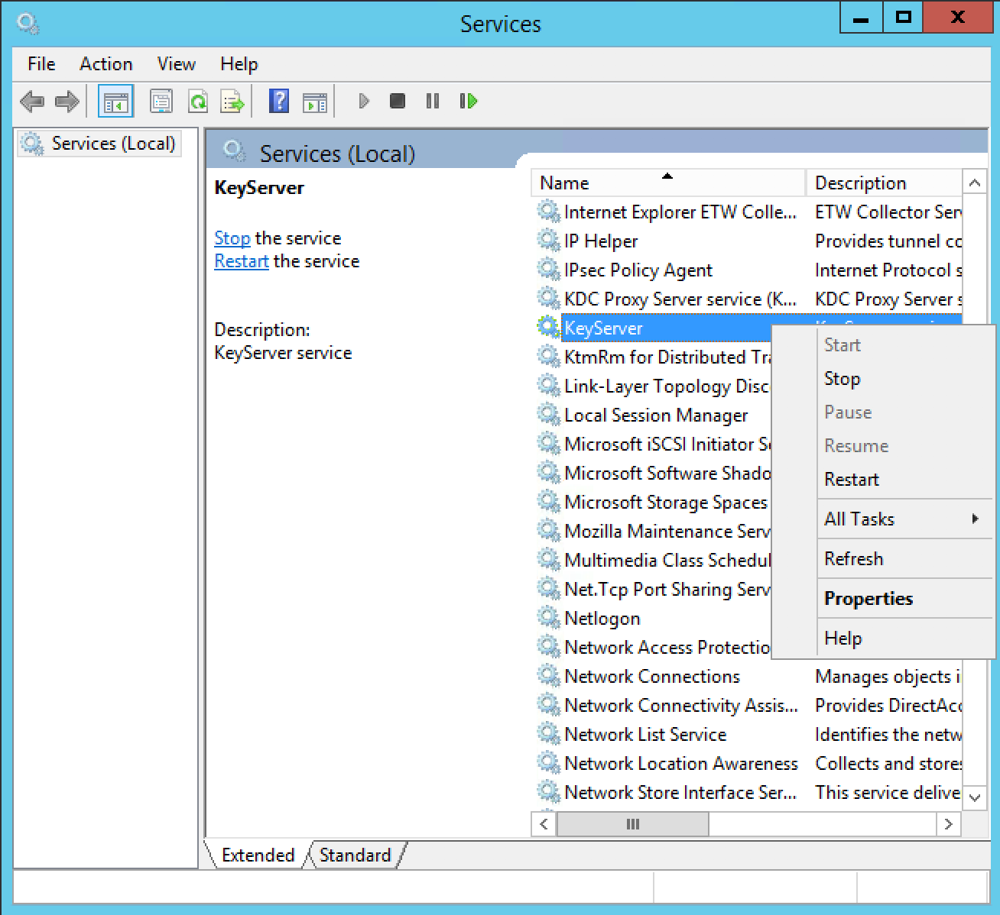 Services
File Action View Help
Services (Local)
Services (Local)
KeyServer
Stop the service
Restart the service
Description:
KeyServer service
Name Description
Internet Explorer ETW Colle... ETW Collector Ser
IP Helper Provides tunnel co
IPsec Policy Agent Internet Protocol s
KDC Proxy Server service (K... KDC Proxy Server s
KeyServer
KtmRm for Distributed Tra
Link-Layer Topology Disc
Local Session Manager
Microsoft iSCSI Initiator Se
Microsoft Software Shado
Microsoft Storage Spaces
Mozilla Maintenance Serv
Multimedia Class Schedul
Net.Tcp Port Sharing Serv
Netlogon
Network Access Protectio
Network Connections Manages objects i
Network Connectivity Assis... Provides DirectAcc
Network List Service Identifies the netw
Network Location Awareness Collects and stores
Network Store Interface Ser... This service delive
Start
Stop
Pause
Resume
Restart
All Tasks
Refresh
Properties
Help
Extended Standard